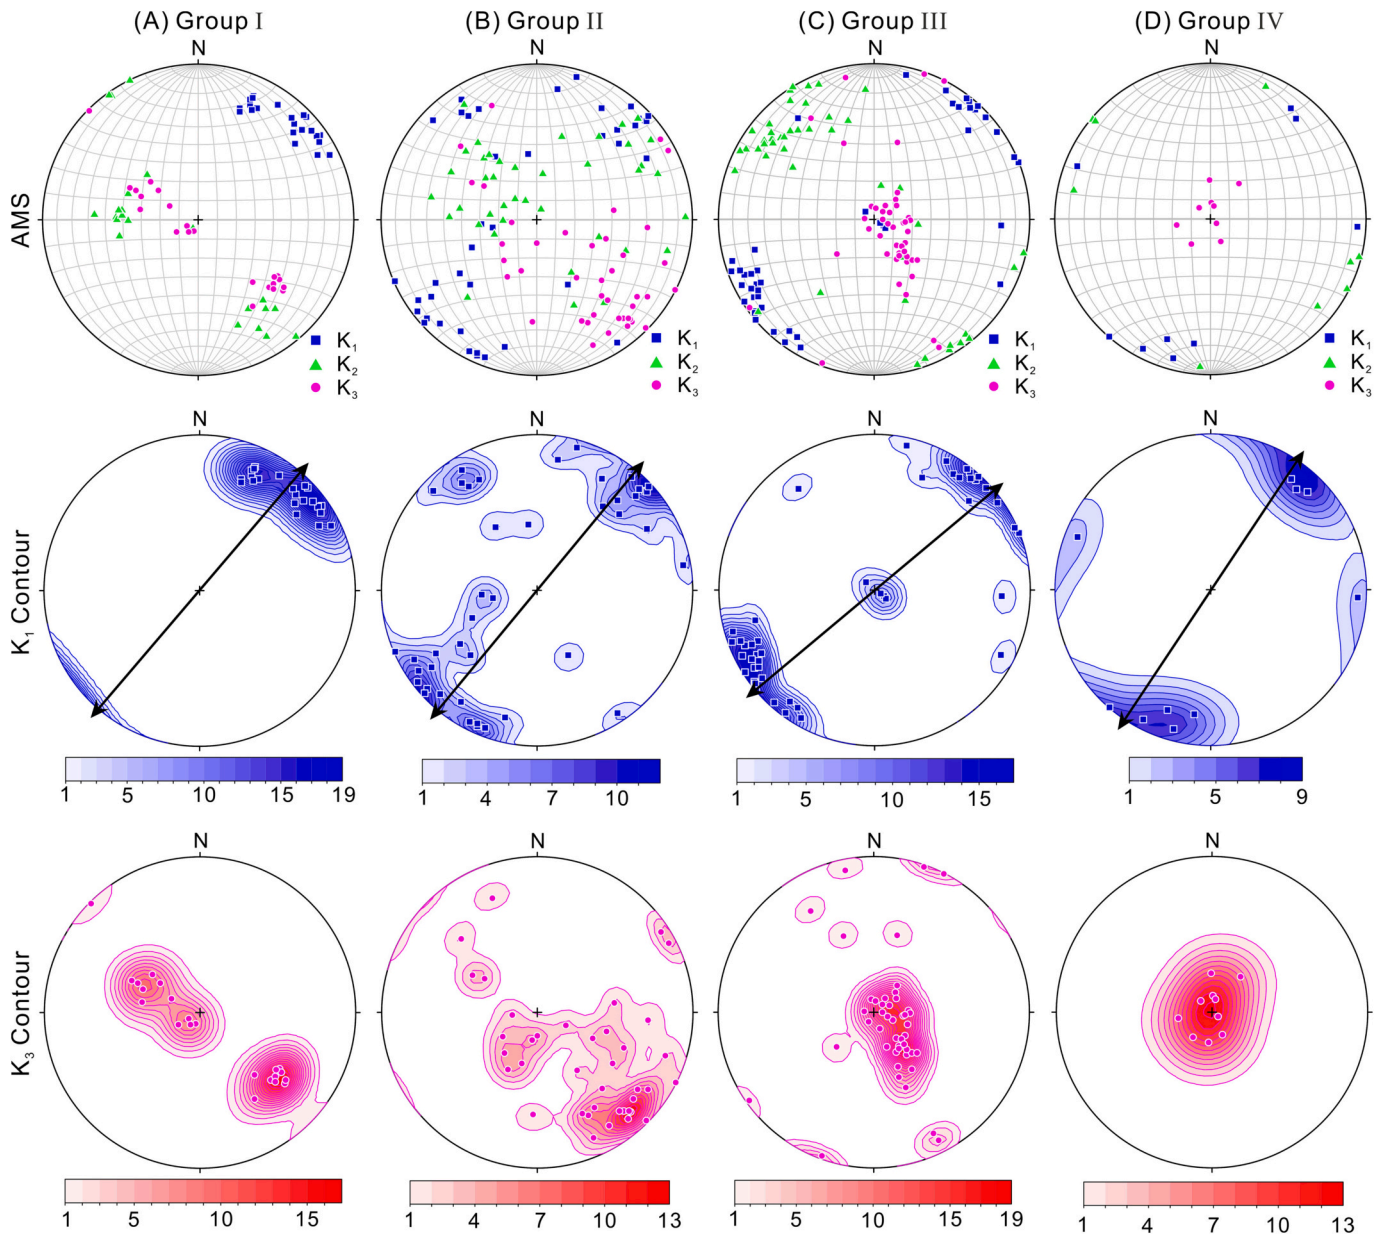 (A) Group I
(B) Group II
(C) Group III
(D) Group IV
N
N
N
N
AMS
K1
K2
K3
K1
K2
K3
K1
K2
K3
K1
K2
K3
N
N
N
N
K1 Contour
1 5 10 15 19
1 4 7 10
1 5 10 15
1 5 9
N
N
N
N
K3 Contour
1 5 10 15
1 4 7 10 13
1 5 10 15 19
1 4 7 10 13